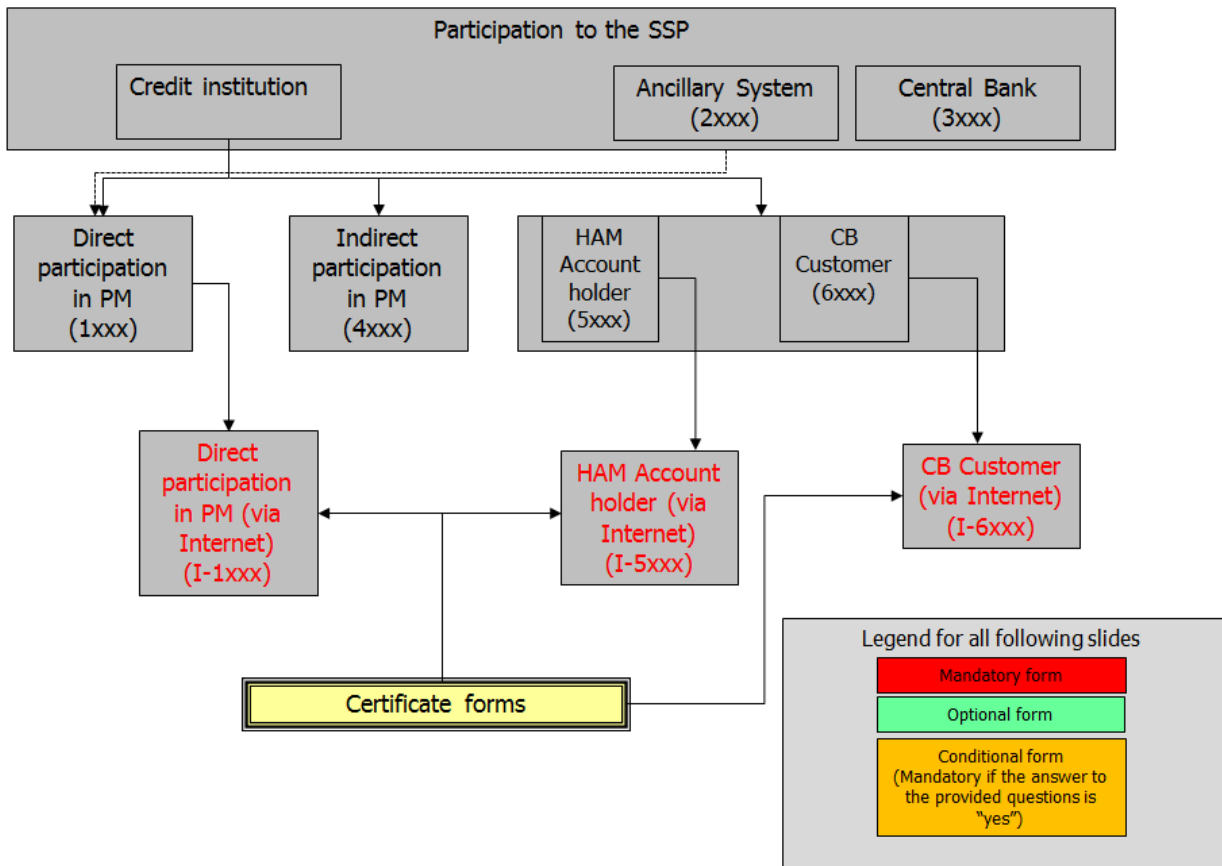 Participation to the SSP
Credit institution
Ancillary System
(2xxx)
Central Bank
(3xxx)
Direct
participation
in PM
(1xxx)
Indirect
participation
in PM
(4xxx)
HAM
Account
holder
(5xxx)
CB
Customer
(6xxx)
Direct
participation
in PM (via
Internet)
(I-1xxx)
HAM Account
holder (via
Internet)
(I-5xxx)
CB Customer
(via Internet)
(I-6xxx)
Certificate forms
Legend for all following slides
Mandatory form
Optional form
Conditional form
(Mandatory if the answer to
the provided questions is
“yes”)